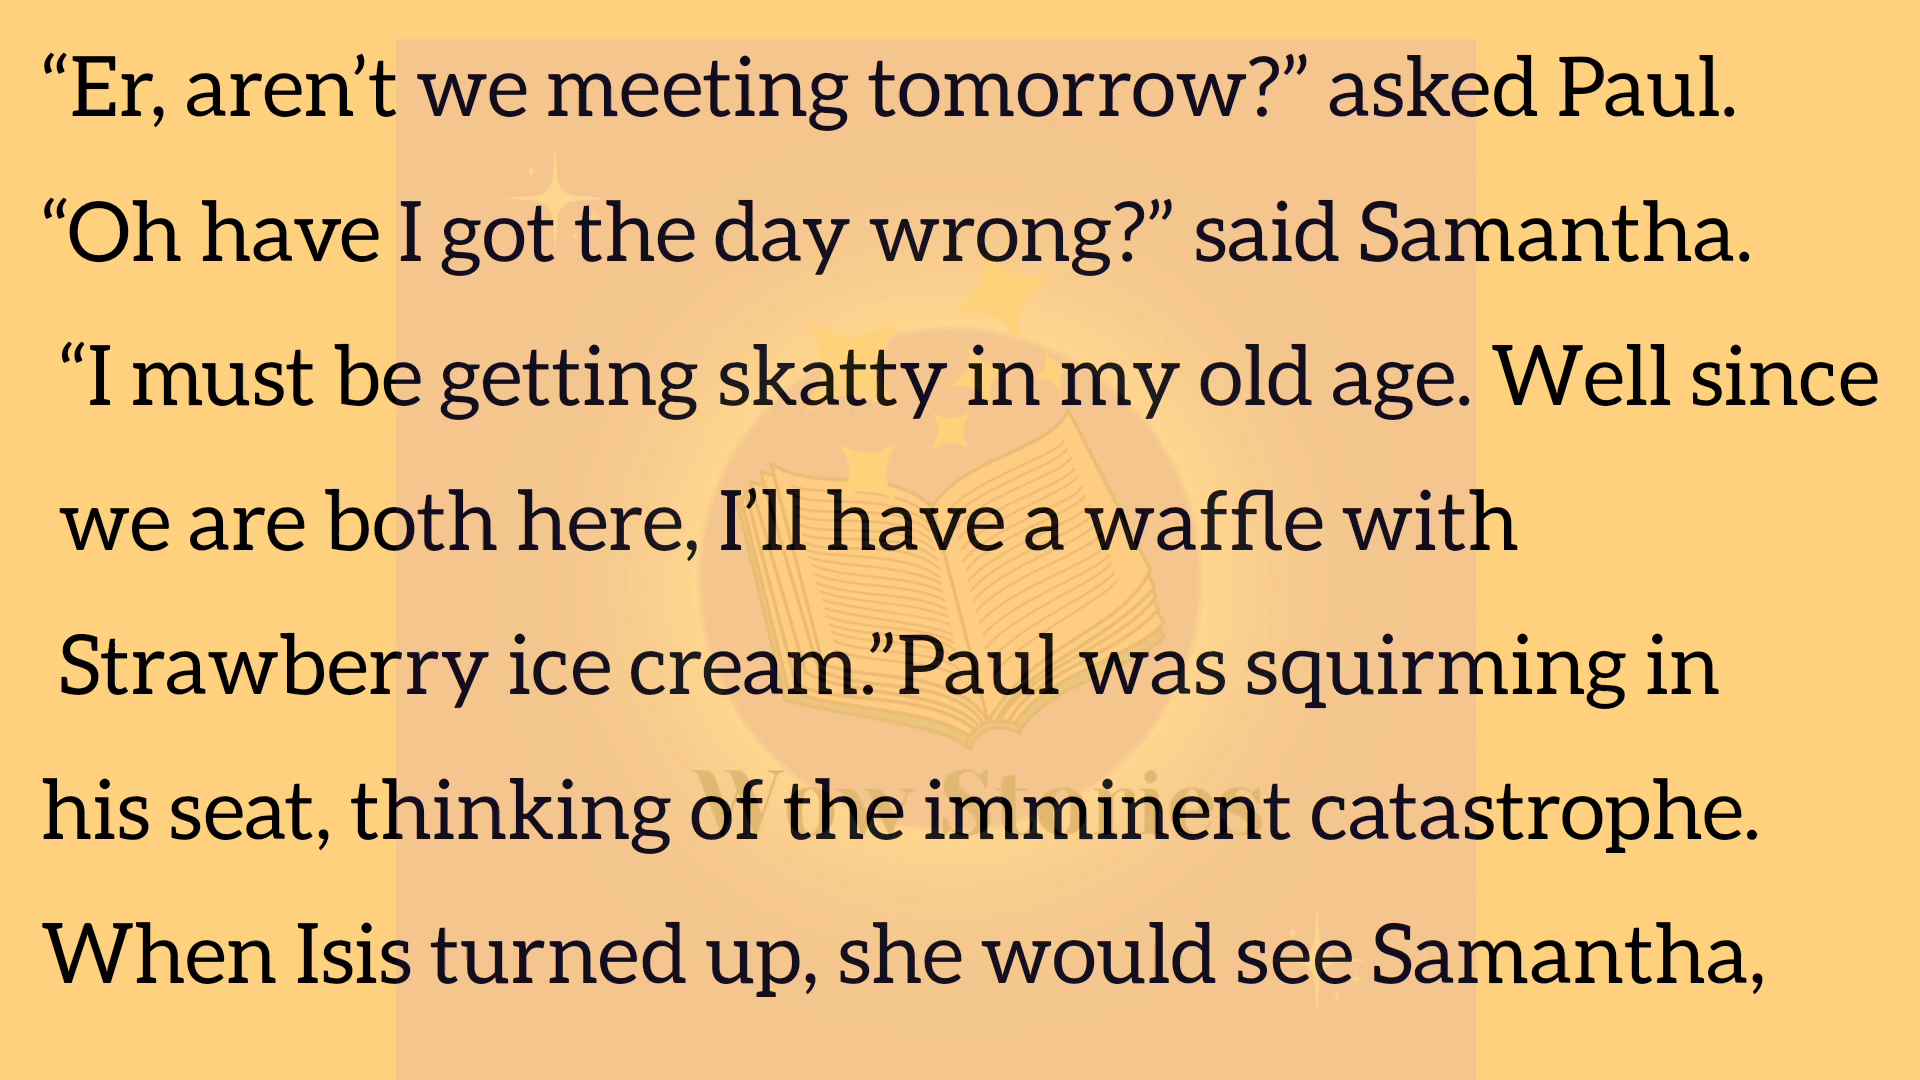 “Er, aren’t we meeting tomorrow?” asked Paul.
“Oh have I got the day wrong?” said Samantha.
“I must be getting skatty in my old age. Well since
we are both here, I’ll have a waffle with
Strawberry ice cream.”Paul was squirming in
his seat, thinking of the imminent catastrophe.
Wow Stories
When Isis turned up, she would see Samantha,